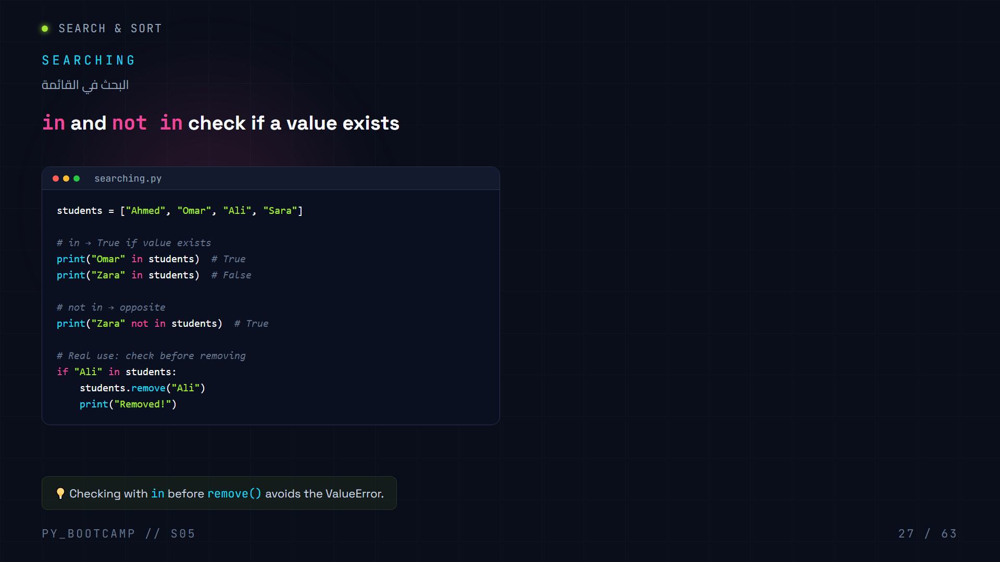 SEARCH & SORT
SEARCHING
البحث في القائمة
in and not in check if a value exists
searching.py
students = ["Ahmed", "Omar", "Ali", "Sara"]
# in → True if value exists
print("Omar" in students)  # True
print("Zara" in students)  # False
# not in → opposite
print("Zara" not in students)  # True
# Real use: check before removing
if "Ali" in students:
    students.remove("Ali")
    print("Removed!")
💡 Checking with in before remove() avoids the ValueError.
PY_BOOTCAMP // S05
27 / 63